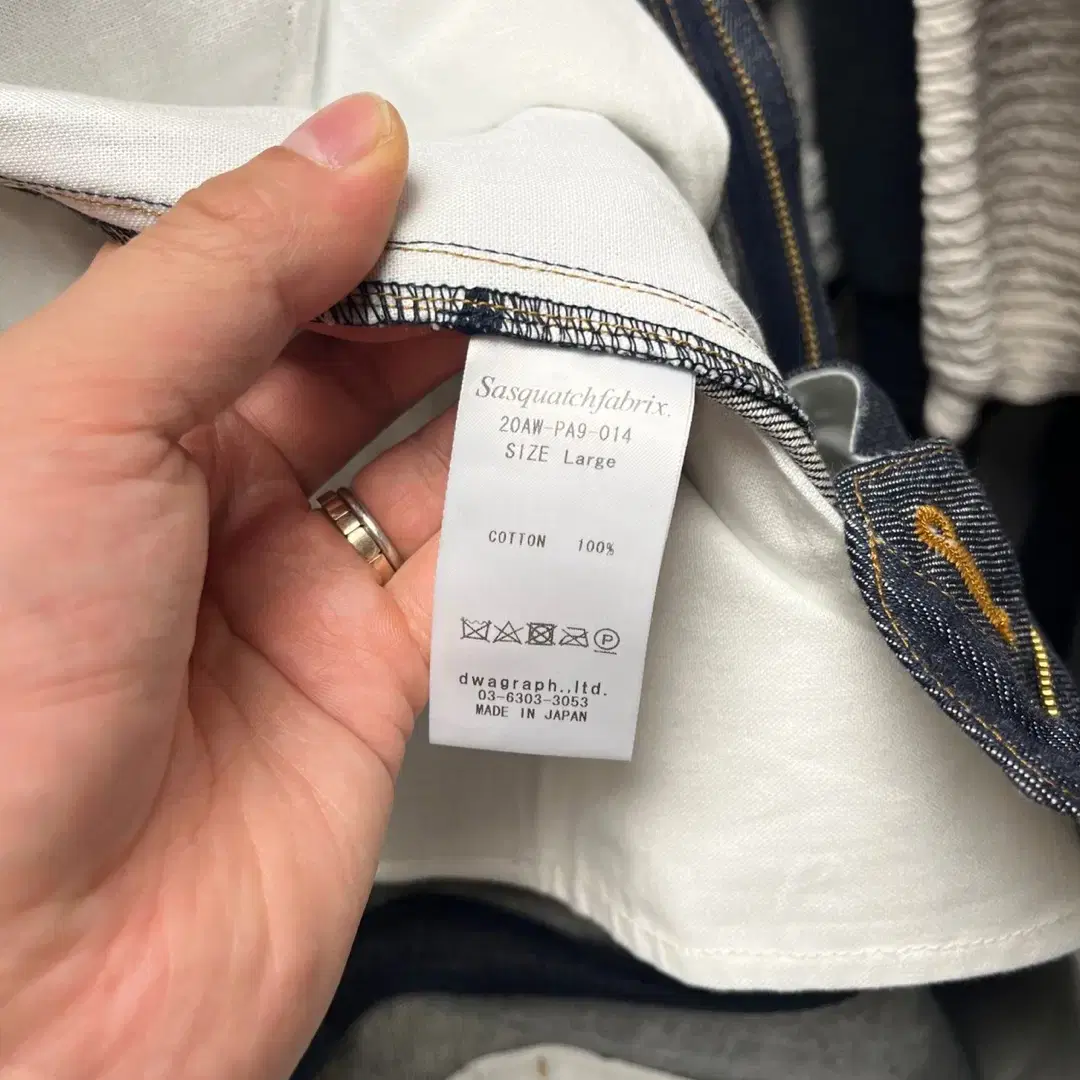 Sasquatchfabrix.
20AW-PA9-014
SIZE Large
COTTON 100%
P
dwagraph.,ltd.
03-6303-3053
MADE IN JAPAN